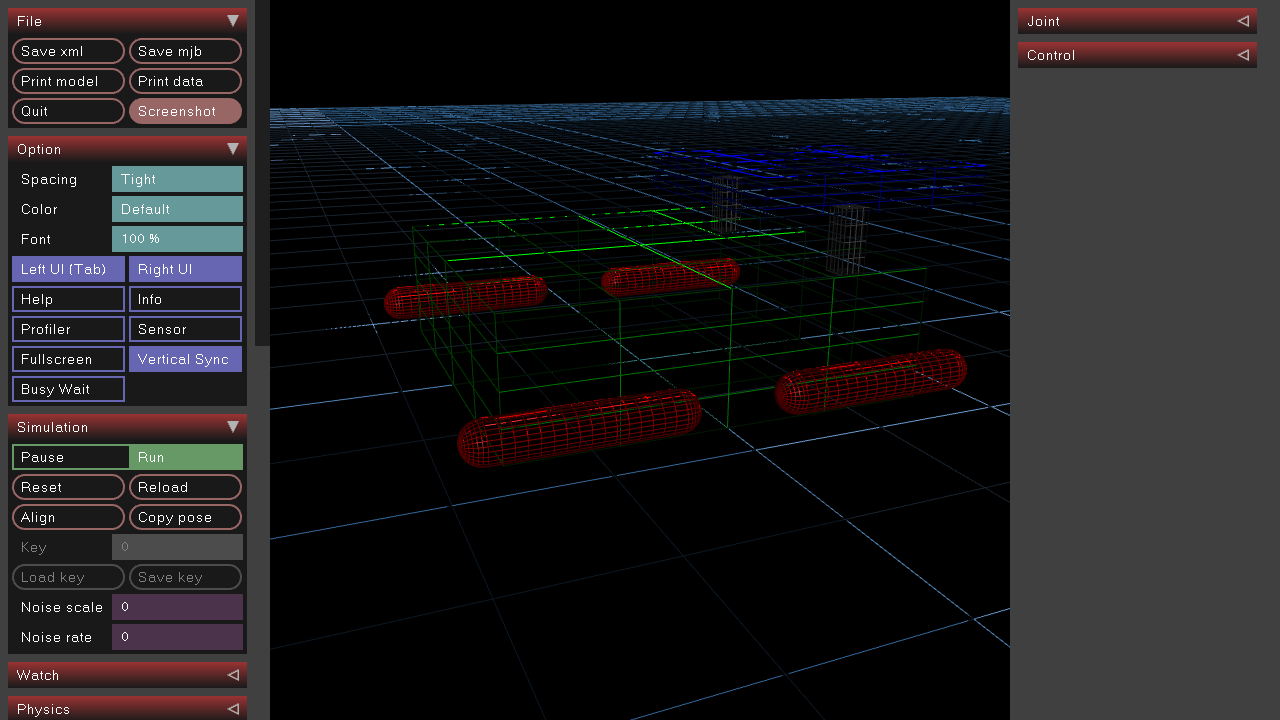 File
Save xml Save mjb
Print model Print data
Quit Screenshot
Option
Spacing Tight
Color Default
Font 100 %
Left UI (Tab) Right UI
Help Info
Profiler Sensor
Fullscreen Vertical Sync
Busy Wait
Simulation
Pause Run
Reset Reload
Align Copy pose
Key 0
Load key Save key
Noise scale 0
Noise rate 0
Watch
Physics
Joint
Control